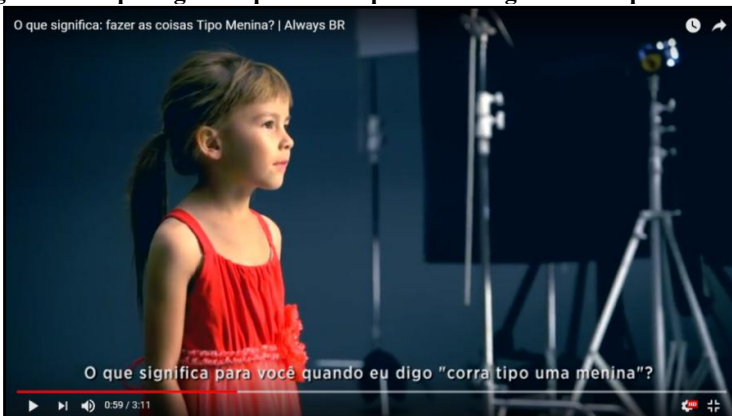 O que significa: fazer as coisas Tipo Menina? | Always BR
O que significa para você quando eu digo "corra tipo uma menina"?
0:59 / 3:11